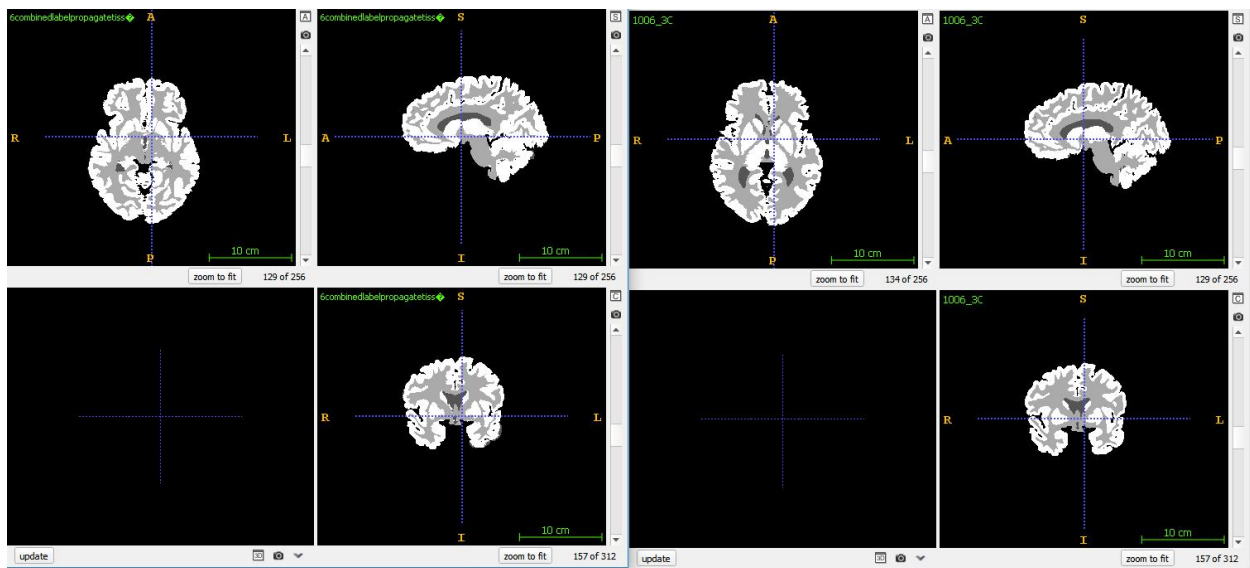 6combinedlabelpropagatetiss�
A
A
R
L
10 cm
P
zoom to fit
129 of 256
6combinedlabelpropagatetiss�
S
S
A
P
10 cm
I
zoom to fit
129 of 256
1006_3C
A
A
R
L
10 cm
P
zoom to fit
134 of 256
1006_3C
S
S
A
P
10 cm
I
zoom to fit
129 of 256
update
3D
6combinedlabelpropagatetiss�
S
C
R
L
10 cm
I
zoom to fit
157 of 312
update
3D
1006_3C
S
C
R
L
10 cm
I
zoom to fit
157 of 312